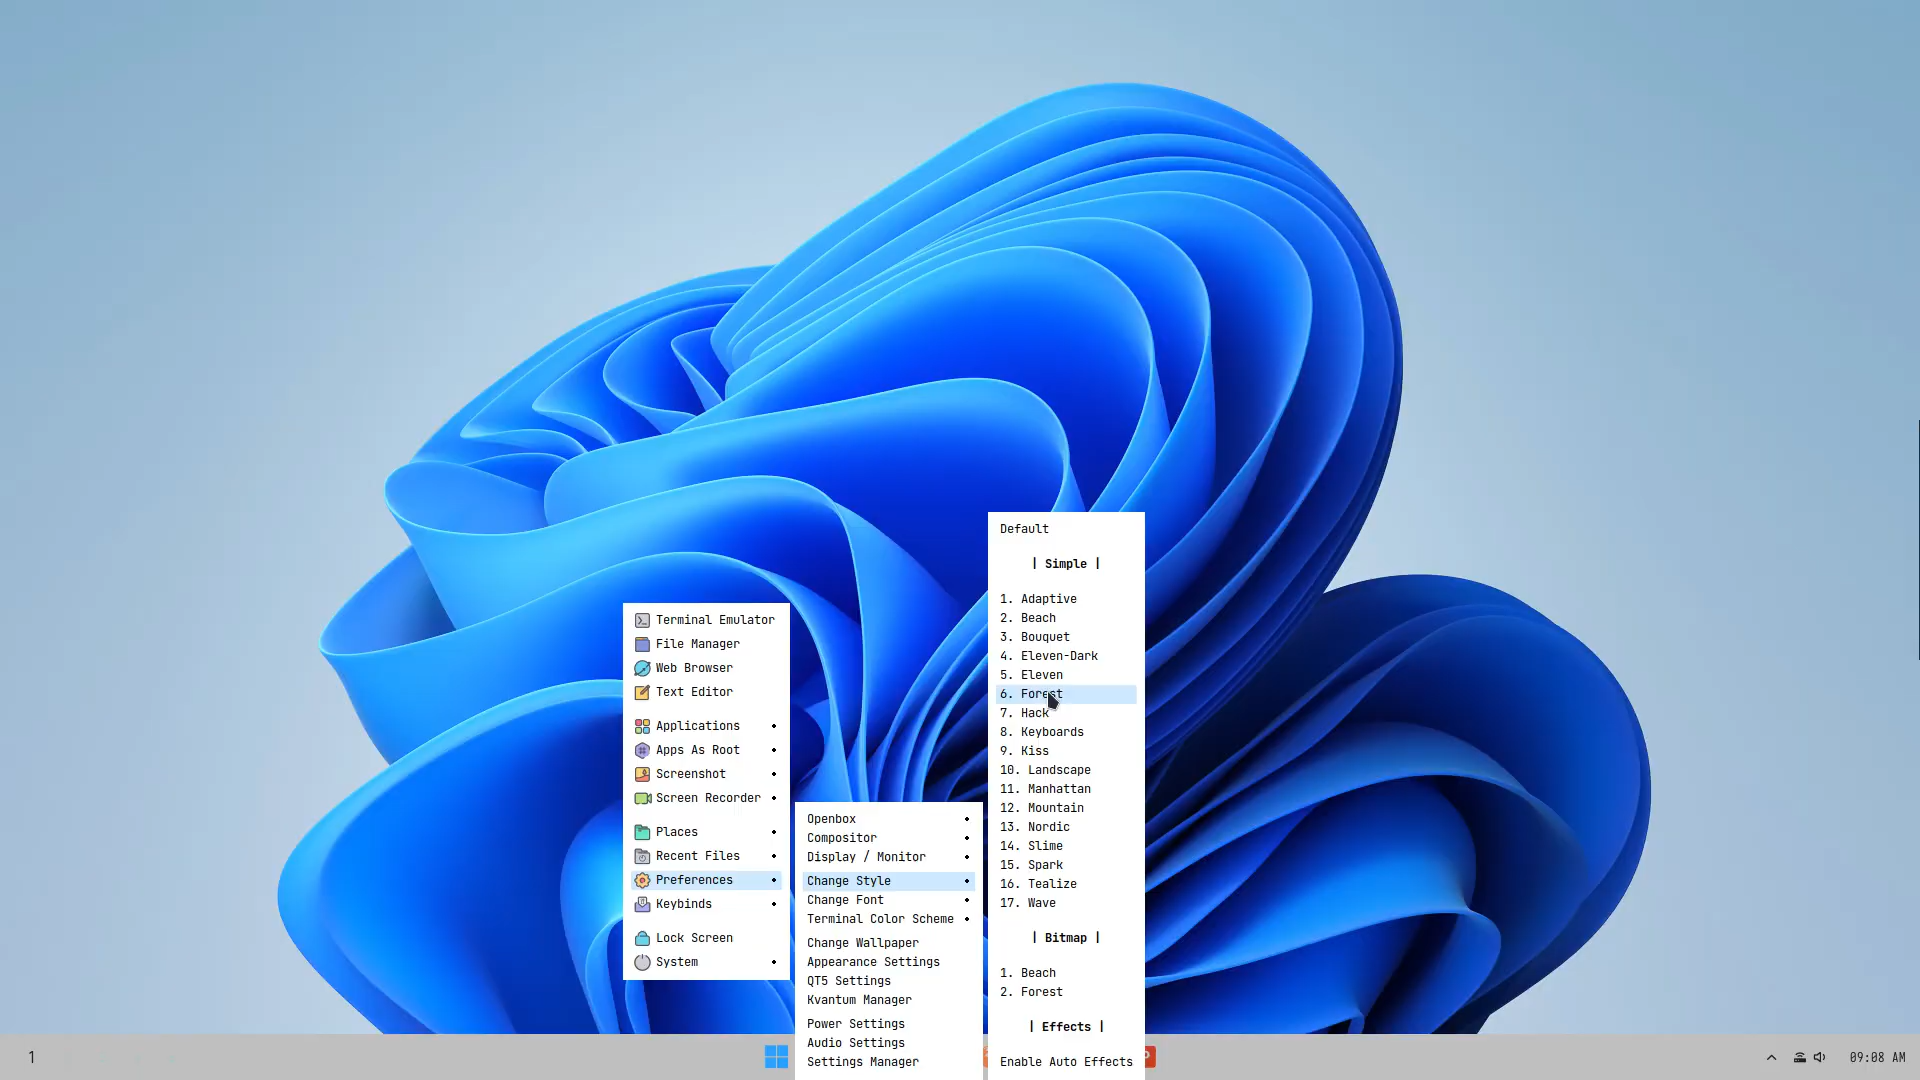 Terminal Emulator
File Manager
Web Browser
Text Editor
Applications
Apps As Root
Screenshot
Screen Recorder
Places
Recent Files
Preferences
Keybinds
Lock Screen
System
Openbox
Compositor
Display / Monitor
Change Style
Change Font
Terminal Color Scheme
Change Wallpaper
Appearance Settings
QT5 Settings
Kvantum Manager
Power Settings
Audio Settings
Settings Manager
Default
| Simple |
1. Adaptive
2. Beach
3. Bouquet
4. Eleven-Dark
5. Eleven
6. Forest
7. Hack
8. Keyboards
9. Kiss
10. Landscape
11. Manhattan
12. Mountain
13. Nordic
14. Slime
15. Spark
16. Tealize
17. Wave
| Bitmap |
1. Beach
2. Forest
| Effects |
Enable Auto Effects
1
09:08 AM